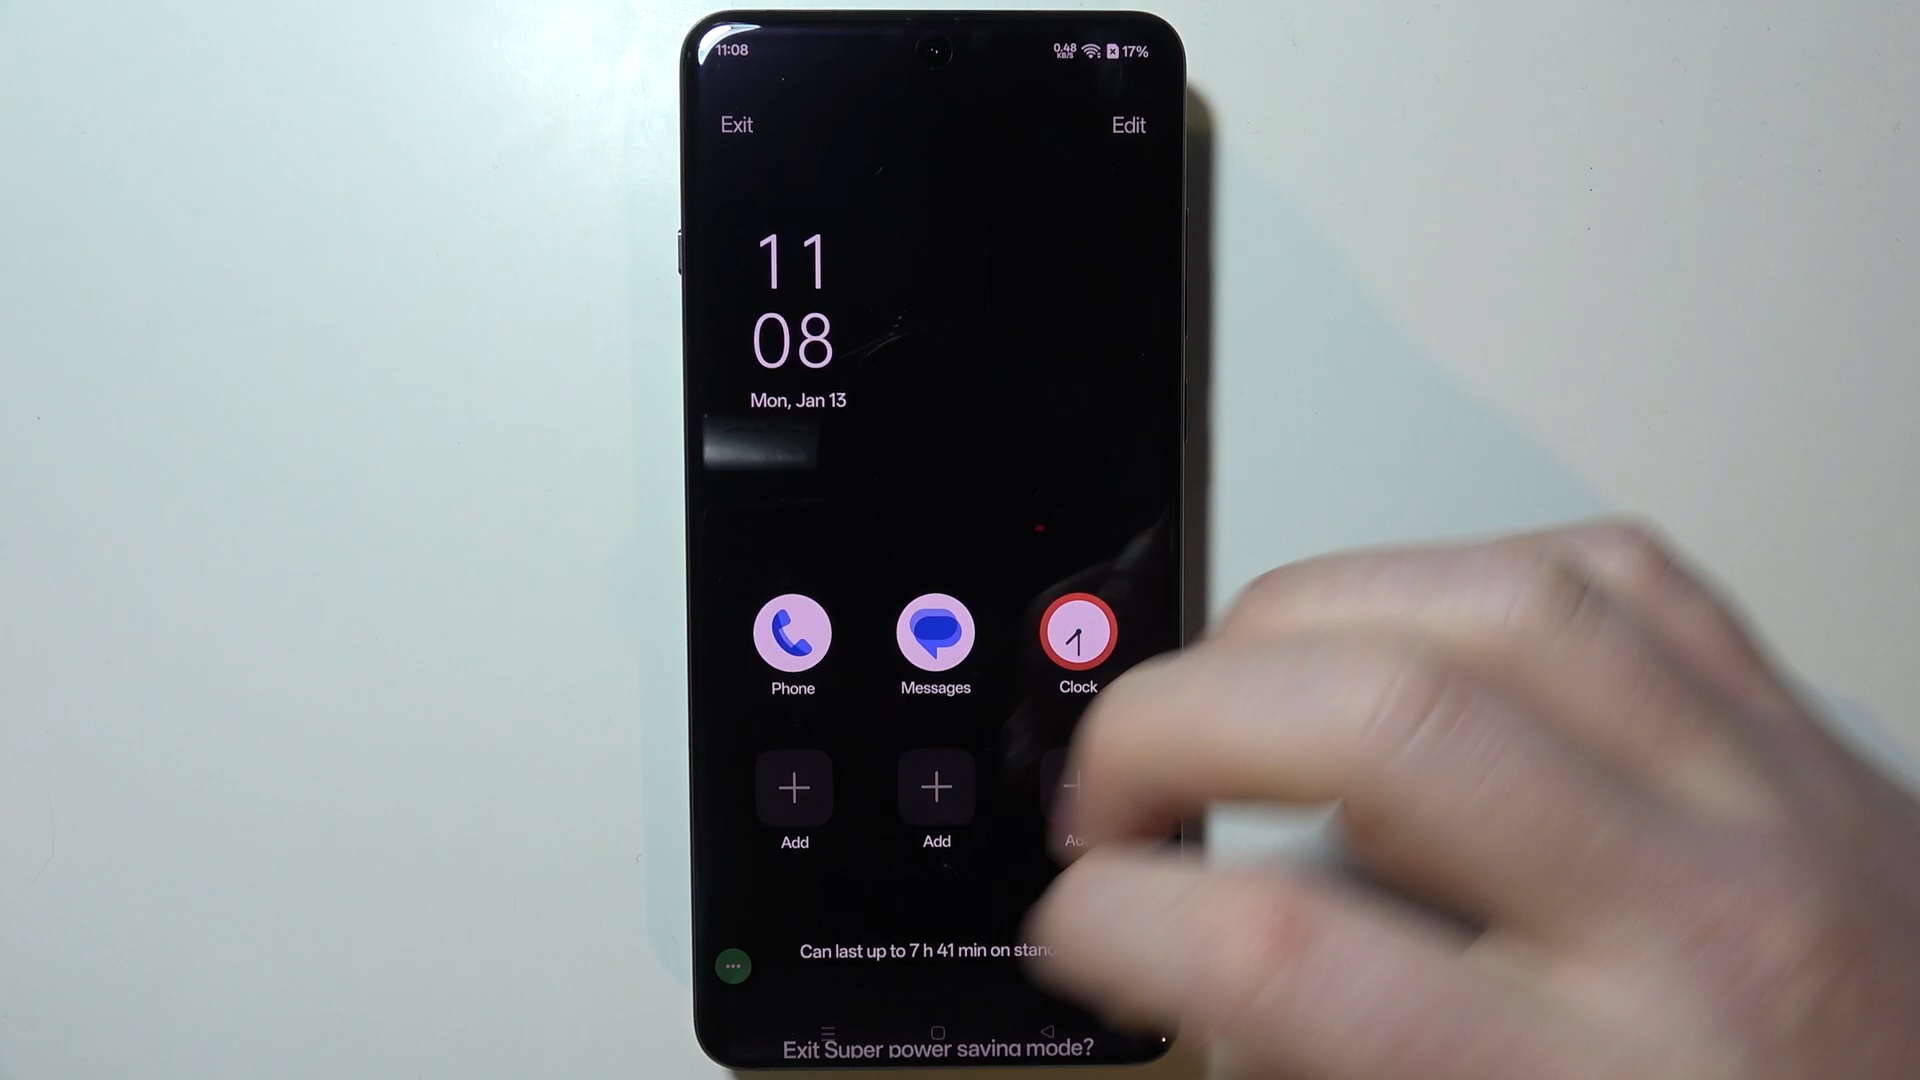 11:08
0.48 KB/S 17%
Exit Edit
11
08
Mon, Jan 13
Phone Messages Clock
Add Add
Can last up to 7 h 41 min on
Exit Super power saving mode?